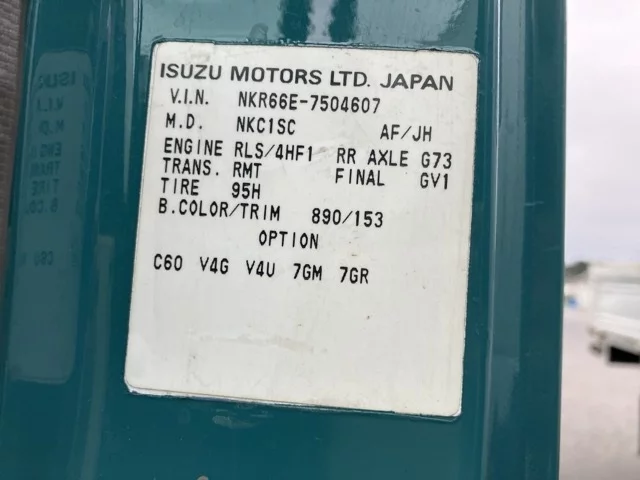 ISUZU MOTORS LTD. JAPAN
V.I.N. NKR66E-7504607
M.D. NKC1SC AF/JH
ENGINE RLS/4HF1 RR AXLE G73
TRANS. RMT FINAL GV1
TIRE 95H
B.COLOR/TRIM 890/153
OPTION
C60 V4G V4U 7GM 7GR